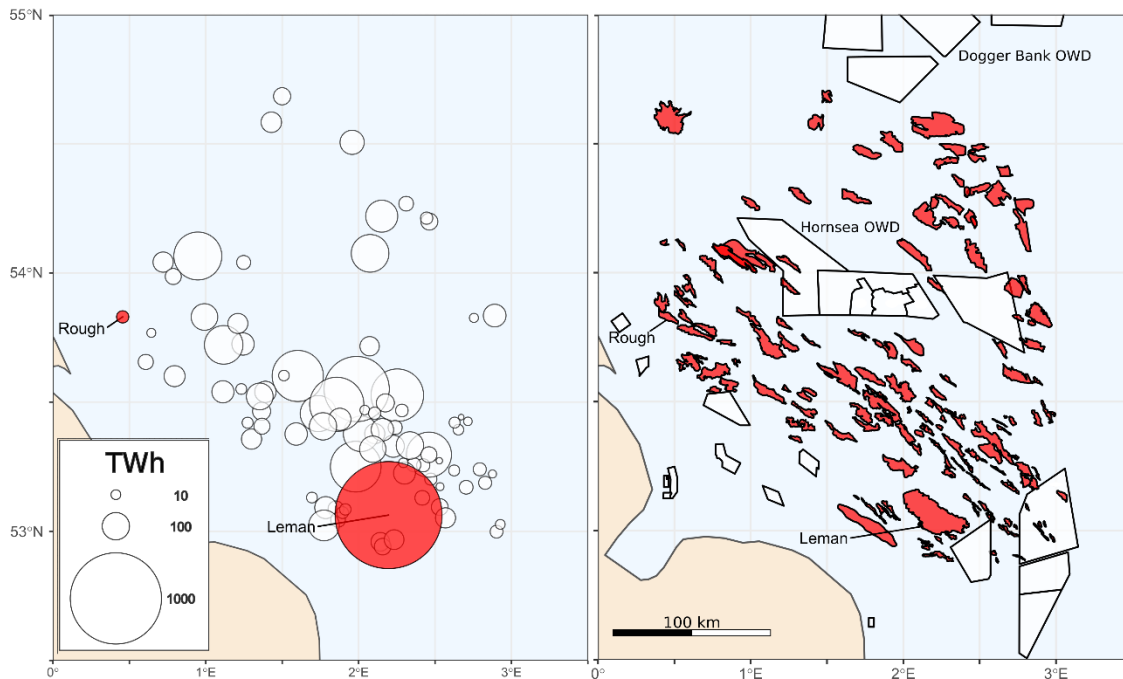 55°N
Dogger Bank OWD
Hornsea OWD
54°N
Rough
Rough
TWh
10
100
1000
53°N
Leman
Leman
100 km
0°
1°E
2°E
3°E
0°
1°E
2°E
3°E